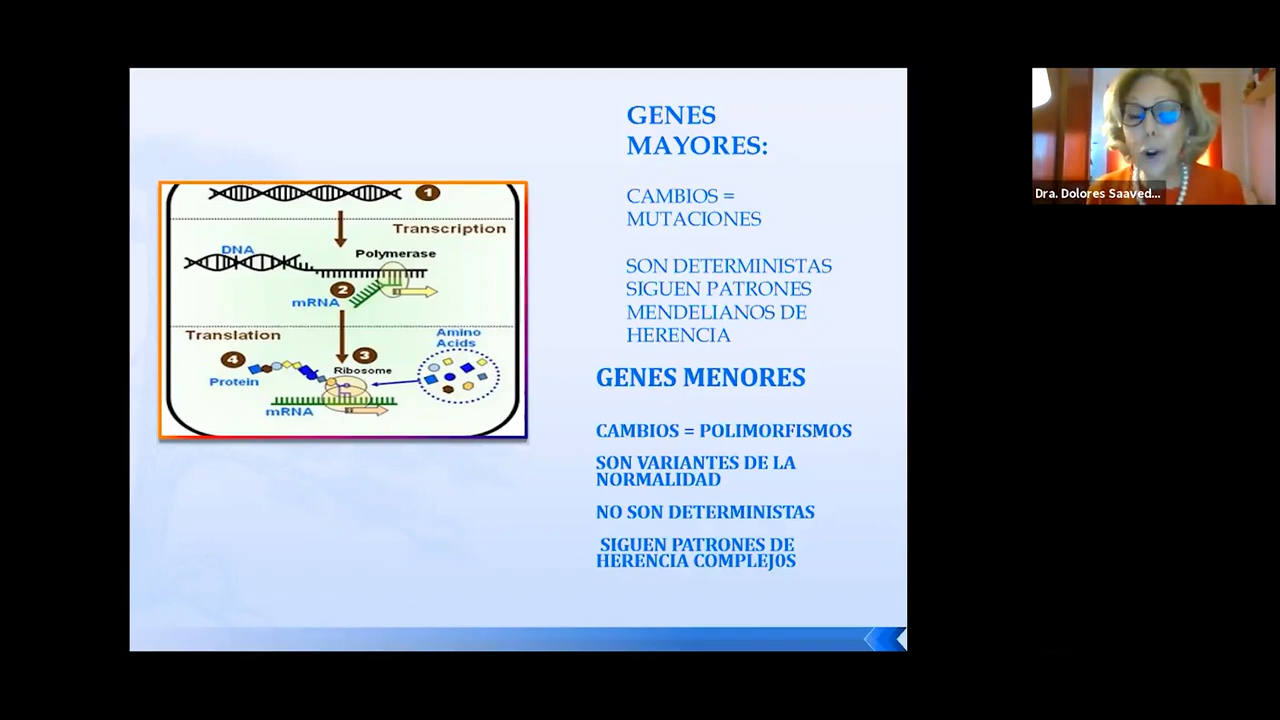 1
Transcription
DNA
Polymerase
2
mRNA
Translation
Amino
Acids
4
3
Ribosome
Protein
mRNA
GENES
MAYORES:
CAMBIOS =
MUTACIONES
SON DETERMINISTAS
SIGUEN PATRONES
MENDELIANOS DE
HERENCIA
GENES MENORES
CAMBIOS = POLIMORFISMOS
SON VARIANTES DE LA
NORMALIDAD
NO SON DETERMINISTAS
SIGUEN PATRONES DE
HERENCIA COMPLEJ0S
Dra. Dolores Saaved...